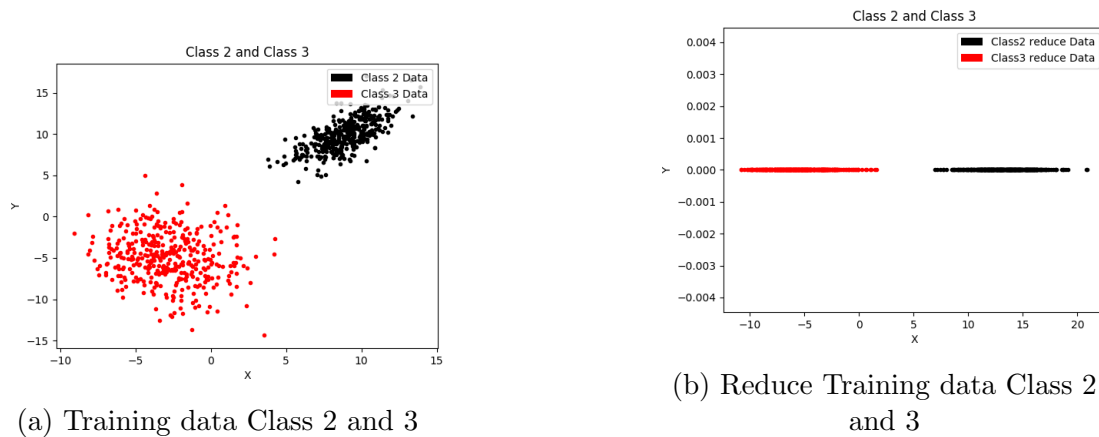 Class 2 and Class 3
Class 2 Data
Class 3 Data
15
10
5
0
−5
−10
−15
Y
−10
−5
0
5
10
15
X
(a) Training data Class 2 and 3
Class 2 and Class 3
Class2 reduce Data
Class3 reduce Data
0.004
0.003
0.002
0.001
0.000
−0.001
−0.002
−0.003
−0.004
Y
−10
−5
0
5
10
15
20
X
(b) Reduce Training data Class 2
and 3